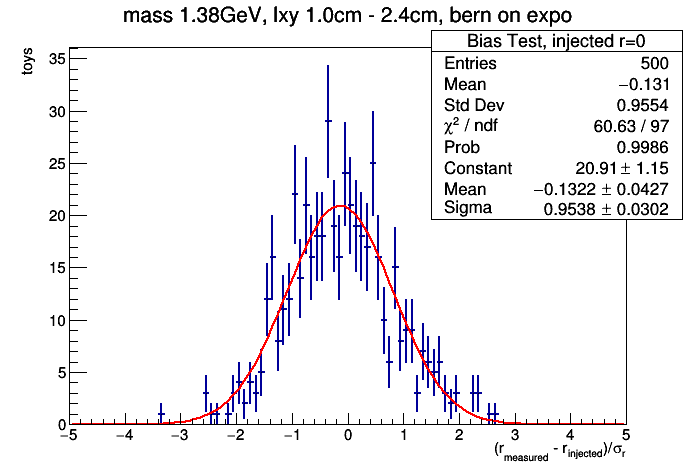 mass 1.38GeV, lxy 1.0cm - 2.4cm, bern on expo
Bias Test, injected r=0
Entries 500
Mean −0.131
Std Dev 0.9554
χ² / ndf 60.63 / 97
Prob 0.9986
Constant 20.91 ± 1.15
Mean −0.1322 ± 0.0427
Sigma 0.9538 ± 0.0302
toys
35
30
25
20
15
10
5
0
−5 −4 −3 −2 −1 0 1 2 3 4 5
(r_measured - r_injected)/σ_r